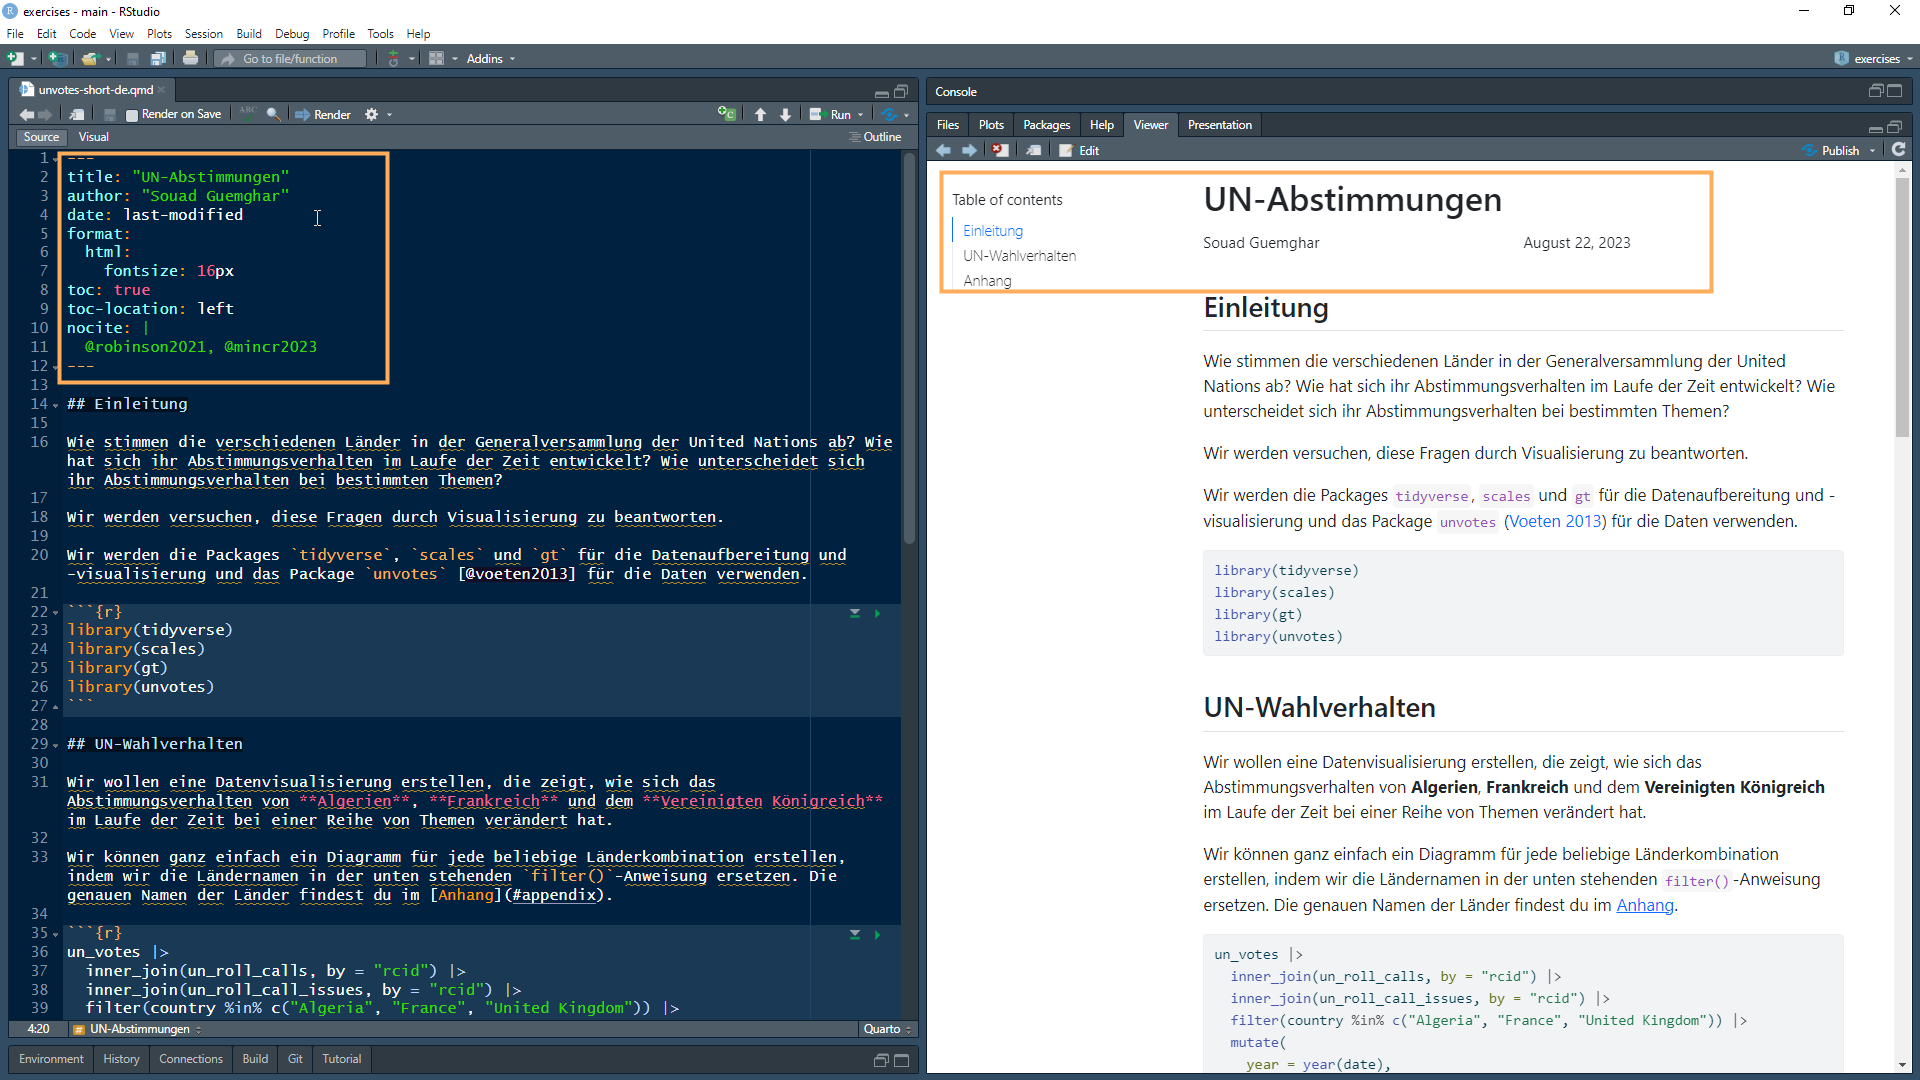 exercises - main - RStudio
File Edit Code View Plots Session Build Debug Profile Tools Help
Go to file/function
Addins
exercises
unvotes-short-de.qmd
Render on Save
ABC
Render
Run
Source Visual
Outline
1 ---
2 title: "UN-Abstimmungen"
3 author: "Souad Guemghar"
4 date: last-modified
5 format:
6 html:
7 fontsize: 16px
8 toc: true
9 toc-location: left
10 nocite: |
11 @robinson2021, @mincr2023
12 ---
13
14 ## Einleitung
15
16 Wie stimmen die verschiedenen Länder in der Generalversammlung der United Nations ab? Wie
hat sich ihr Abstimmungsverhalten im Laufe der Zeit entwickelt? Wie unterscheidet sich
ihr Abstimmungsverhalten bei bestimmten Themen?
17
18 Wir werden versuchen, diese Fragen durch Visualisierung zu beantworten.
19
20 Wir werden die Packages `tidyverse`, `scales` und `gt` für die Datenaufbereitung und
-visualisierung und das Package `unvotes` [@voeten2013] für die Daten verwenden.
21
22 ```{r}
23 library(tidyverse)
24 library(scales)
25 library(gt)
26 library(unvotes)
27 ```
28
29 ## UN-Wahlverhalten
30
31 Wir wollen eine Datenvisualisierung erstellen, die zeigt, wie sich das
Abstimmungsverhalten von **Algerien**, **Frankreich** und dem **Vereinigten Königreich**
im Laufe der Zeit bei einer Reihe von Themen verändert hat.
32
33 Wir können ganz einfach ein Diagramm für jede beliebige Länderkombination erstellen,
indem wir die Ländernamen in der unten stehenden `filter()`-Anweisung ersetzen. Die
genauen Namen der Länder findest du im [Anhang](#appendix).
34
35 ```{r}
36 un_votes |>
37 inner_join(un_roll_calls, by = "rcid") |>
38 inner_join(un_roll_call_issues, by = "rcid") |>
39 filter(country %in% c("Algeria", "France", "United Kingdom")) |>
4:20 # UN-Abstimmungen
Quarto
Environment History Connections Build Git Tutorial
Console
Files Plots Packages Help Viewer Presentation
Edit
Publish
Table of contents
Einleitung
UN-Wahlverhalten
Anhang
UN-Abstimmungen
Souad Guemghar August 22, 2023
Einleitung
Wie stimmen die verschiedenen Länder in der Generalversammlung der United
Nations ab? Wie hat sich ihr Abstimmungsverhalten im Laufe der Zeit entwickelt? Wie
unterscheidet sich ihr Abstimmungsverhalten bei bestimmten Themen?
Wir werden versuchen, diese Fragen durch Visualisierung zu beantworten.
Wir werden die Packages tidyverse, scales und gt für die Datenaufbereitung und -
visualisierung und das Package unvotes (Voeten 2013) für die Daten verwenden.
library(tidyverse)
library(scales)
library(gt)
library(unvotes)
UN-Wahlverhalten
Wir wollen eine Datenvisualisierung erstellen, die zeigt, wie sich das
Abstimmungsverhalten von Algerien, Frankreich und dem Vereinigten Königreich
im Laufe der Zeit bei einer Reihe von Themen verändert hat.
Wir können ganz einfach ein Diagramm für jede beliebige Länderkombination
erstellen, indem wir die Ländernamen in der unten stehenden filter()-Anweisung
ersetzen. Die genauen Namen der Länder findest du im Anhang.
un_votes |>
inner_join(un_roll_calls, by = "rcid") |>
inner_join(un_roll_call_issues, by = "rcid") |>
filter(country %in% c("Algeria", "France", "United Kingdom")) |>
mutate(
year = year(date),